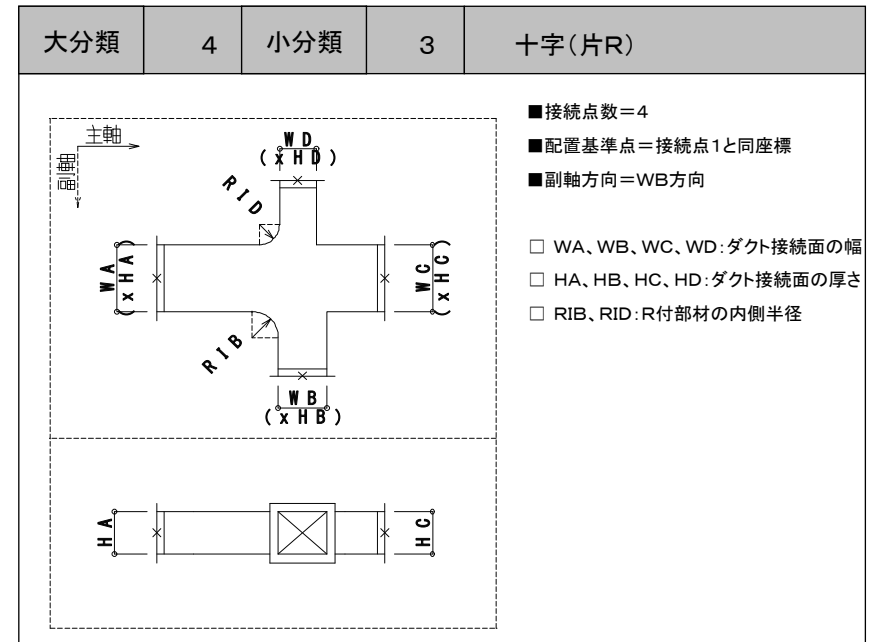 大分類 4 小分類 3 十字(片R)
■接続点数=4
■配置基準点=接続点1と同座標
■副軸方向=WB方向
□ WA、WB、WC、WD:ダクト接続面の幅
□ HA、HB、HC、HD:ダクト接続面の厚さ
□ RIB、RID:R付部材の内側半径
主軸
副軸
WD
(xHD)
RID
WA
(xHA)
WC
(xHC)
RIB
WB
(xHB)
HA
HC